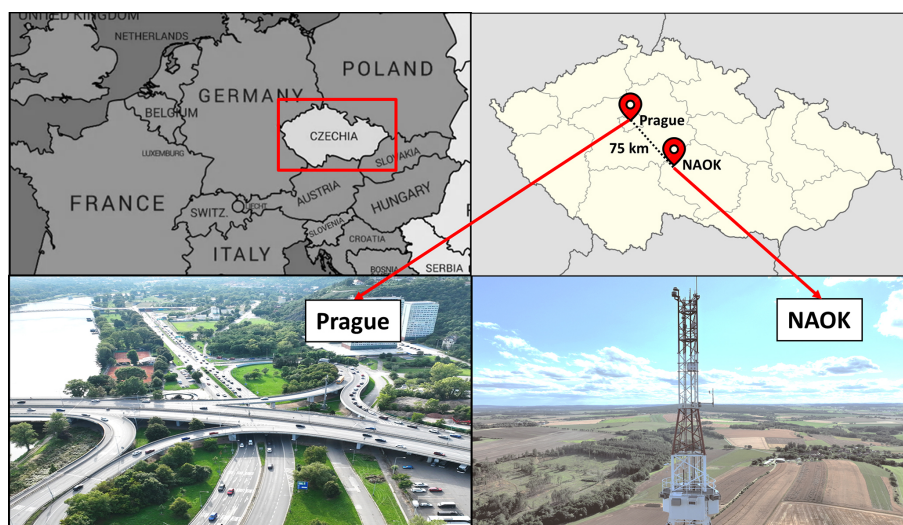 UNITED KINGDOM
NETHERLANDS
POLAND
GERMANY
BELGIUM
CZECHIA
LUXEMBURG
SLOVAKIA
FRANCE
AUSTRIA
HUNGARY
SWITZ.
LIECHT
SLOVENIA
CROATIA
ITALY
BOSNIA
SERBIA
Prague
75 km
NAOK
Prague
NAOK